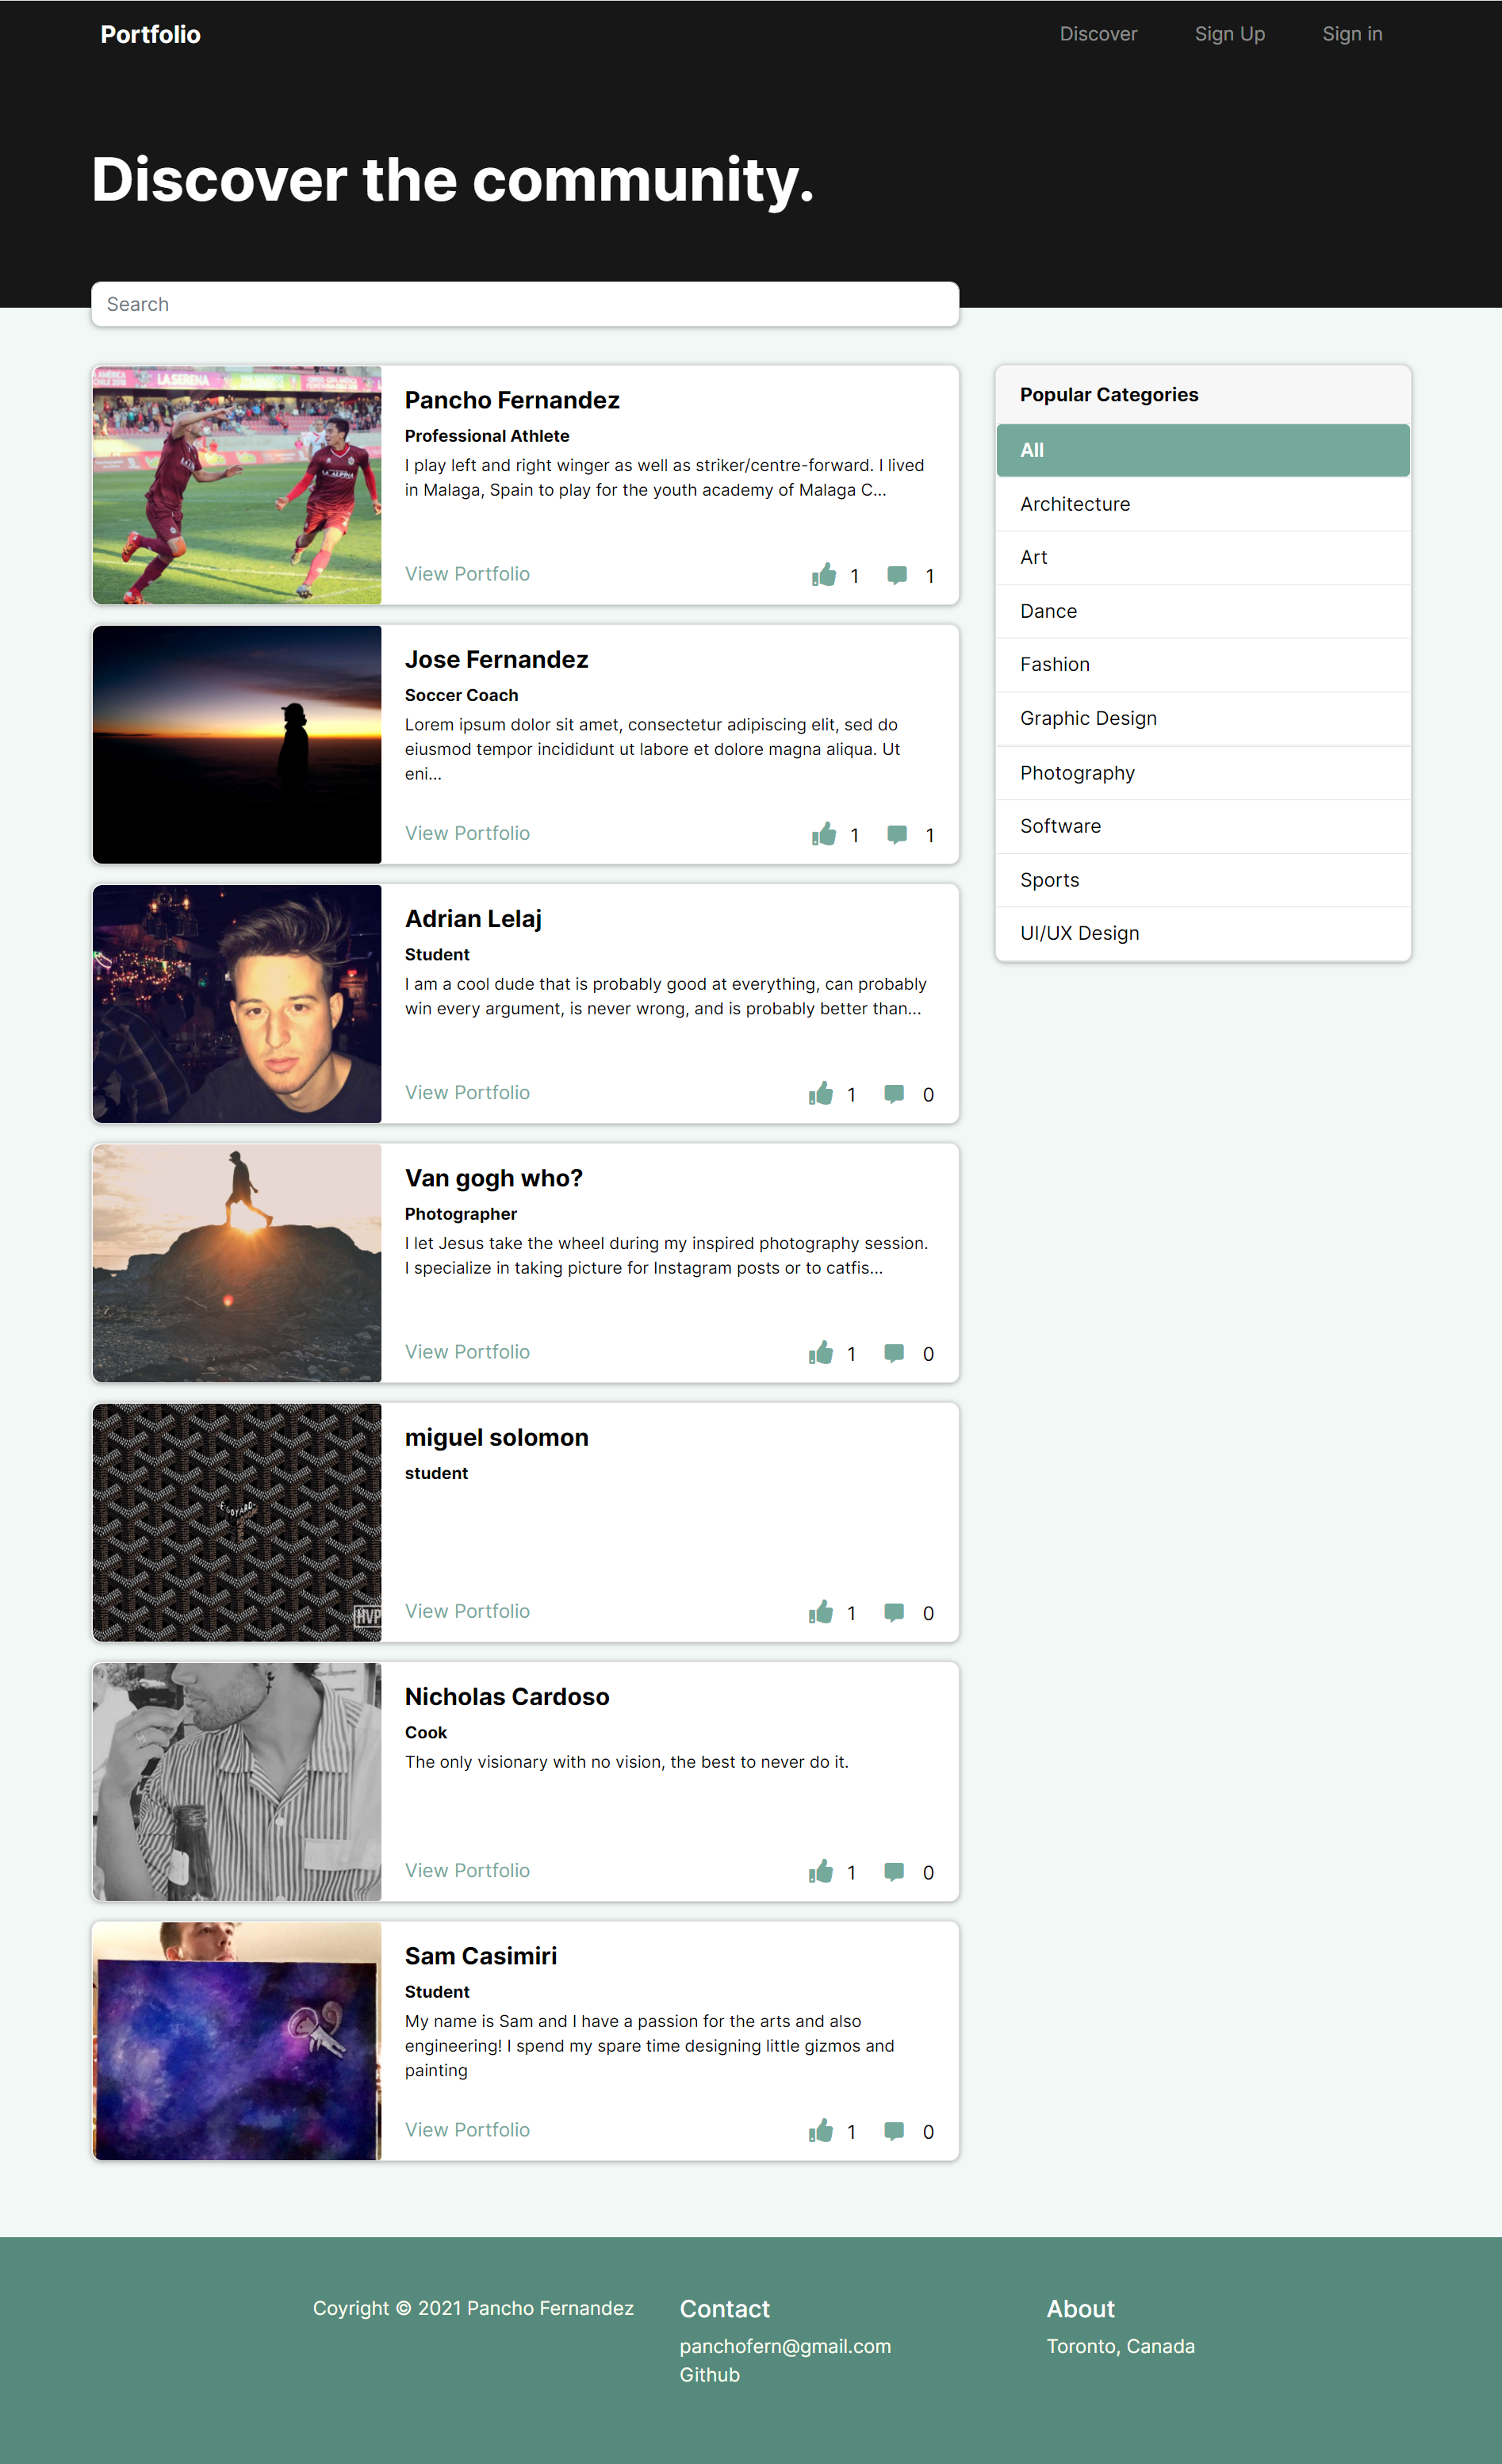 Portfolio
Discover
Sign Up
Sign in
Discover the community.
Search
LA SERENA
Pancho Fernandez
Professional Athlete
I play left and right winger as well as striker/centre-forward. I lived
in Malaga, Spain to play for the youth academy of Malaga C...
View Portfolio
1
1
Jose Fernandez
Soccer Coach
Lorem ipsum dolor sit amet, consectetur adipiscing elit, sed do
eiusmod tempor incididunt ut labore et dolore magna aliqua. Ut
eni...
View Portfolio
1
1
Adrian Lelaj
Student
I am a cool dude that is probably good at everything, can probably
win every argument, is never wrong, and is probably better than...
View Portfolio
1
0
Van gogh who?
Photographer
I let Jesus take the wheel during my inspired photography session.
I specialize in taking picture for Instagram posts or to catfis...
View Portfolio
1
0
HVP
miguel solomon
student
View Portfolio
1
0
Nicholas Cardoso
Cook
The only visionary with no vision, the best to never do it.
View Portfolio
1
0
Sam Casimiri
Student
My name is Sam and I have a passion for the arts and also
engineering! I spend my spare time designing little gizmos and
painting
View Portfolio
1
0
Popular Categories
All
Architecture
Art
Dance
Fashion
Graphic Design
Photography
Software
Sports
UI/UX Design
Coyright © 2021 Pancho Fernandez
Contact
panchofern@gmail.com
Github
About
Toronto, Canada